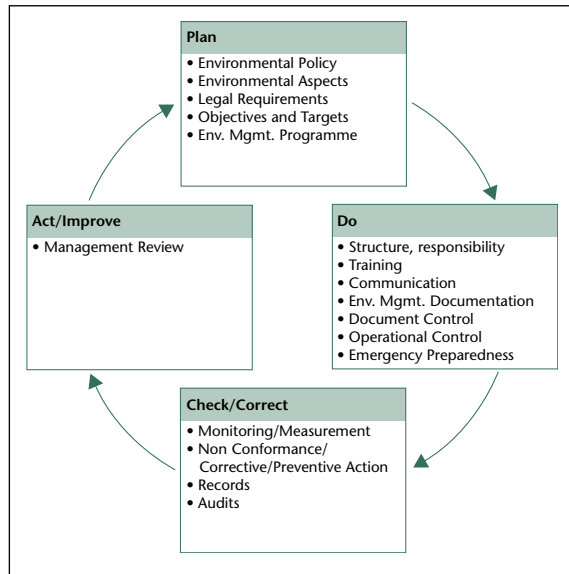 Plan
• Environmental Policy
• Environmental Aspects
• Legal Requirements
• Objectives and Targets
• Env. Mgmt. Programme
Act/Improve
• Management Review
Do
• Structure, responsibility
• Training
• Communication
• Env. Mgmt. Documentation
• Document Control
• Operational Control
• Emergency Preparedness
Check/Correct
• Monitoring/Measurement
• Non Conformance/
Corrective/Preventive Action
• Records
• Audits